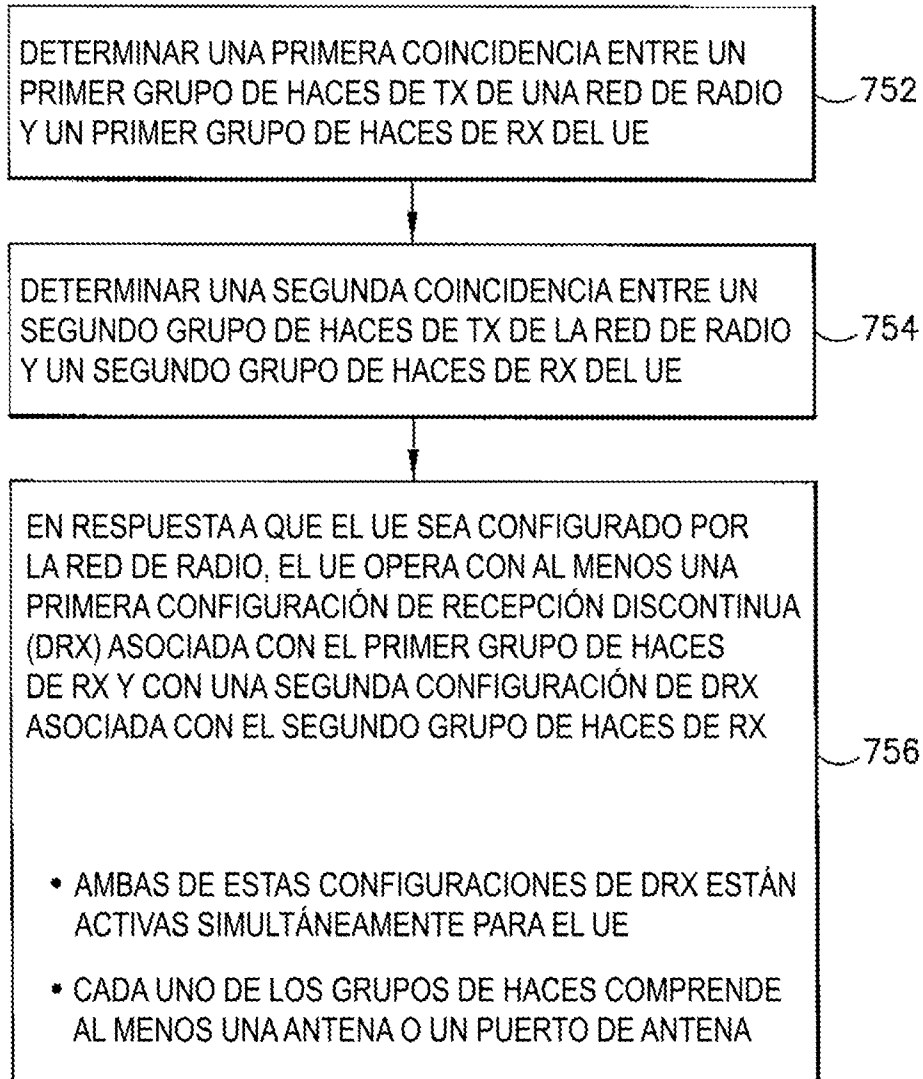 DETERMINAR UNA PRIMERA COINCIDENCIA ENTRE UN
PRIMER GRUPO DE HACES DE TX DE UNA RED DE RADIO
Y UN PRIMER GRUPO DE HACES DE RX DEL UE
752
DETERMINAR UNA SEGUNDA COINCIDENCIA ENTRE UN
SEGUNDO GRUPO DE HACES DE TX DE LA RED DE RADIO
Y UN SEGUNDO GRUPO DE HACES DE RX DEL UE
754
EN RESPUESTA A QUE EL UE SEA CONFIGURADO POR
LA RED DE RADIO, EL UE OPERA CON AL MENOS UNA
PRIMERA CONFIGURACIÓN DE RECEPCIÓN DISCONTINUA
(DRX) ASOCIADA CON EL PRIMER GRUPO DE HACES
DE RX Y CON UNA SEGUNDA CONFIGURACIÓN DE DRX
ASOCIADA CON EL SEGUNDO GRUPO DE HACES DE RX
756
• AMBAS DE ESTAS CONFIGURACIONES DE DRX ESTÁN
ACTIVAS SIMULTÁNEAMENTE PARA EL UE
• CADA UNO DE LOS GRUPOS DE HACES COMPRENDE
AL MENOS UNA ANTENA O UN PUERTO DE ANTENA